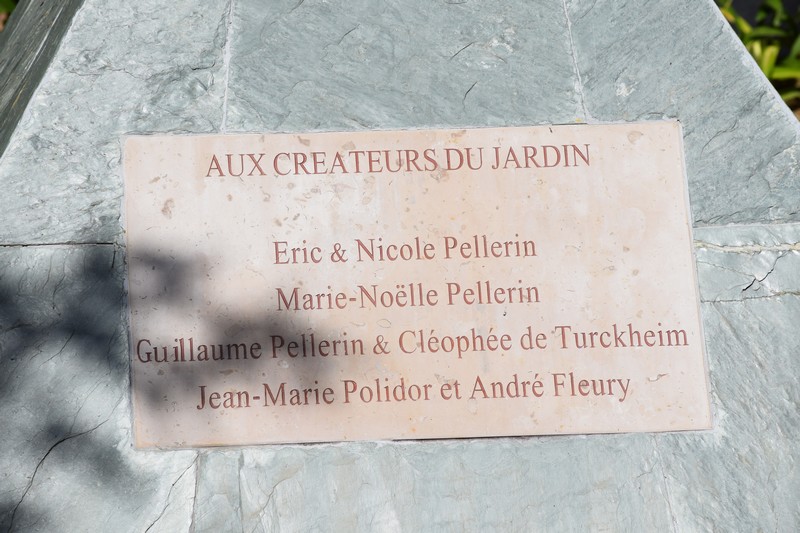 AUX CREATEURS DU JARDIN
Eric & Nicole Pellerin
Marie-Noëlle Pellerin
Guillaume Pellerin & Cléophée de Turckheim
Jean-Marie Polidor et André Fleury